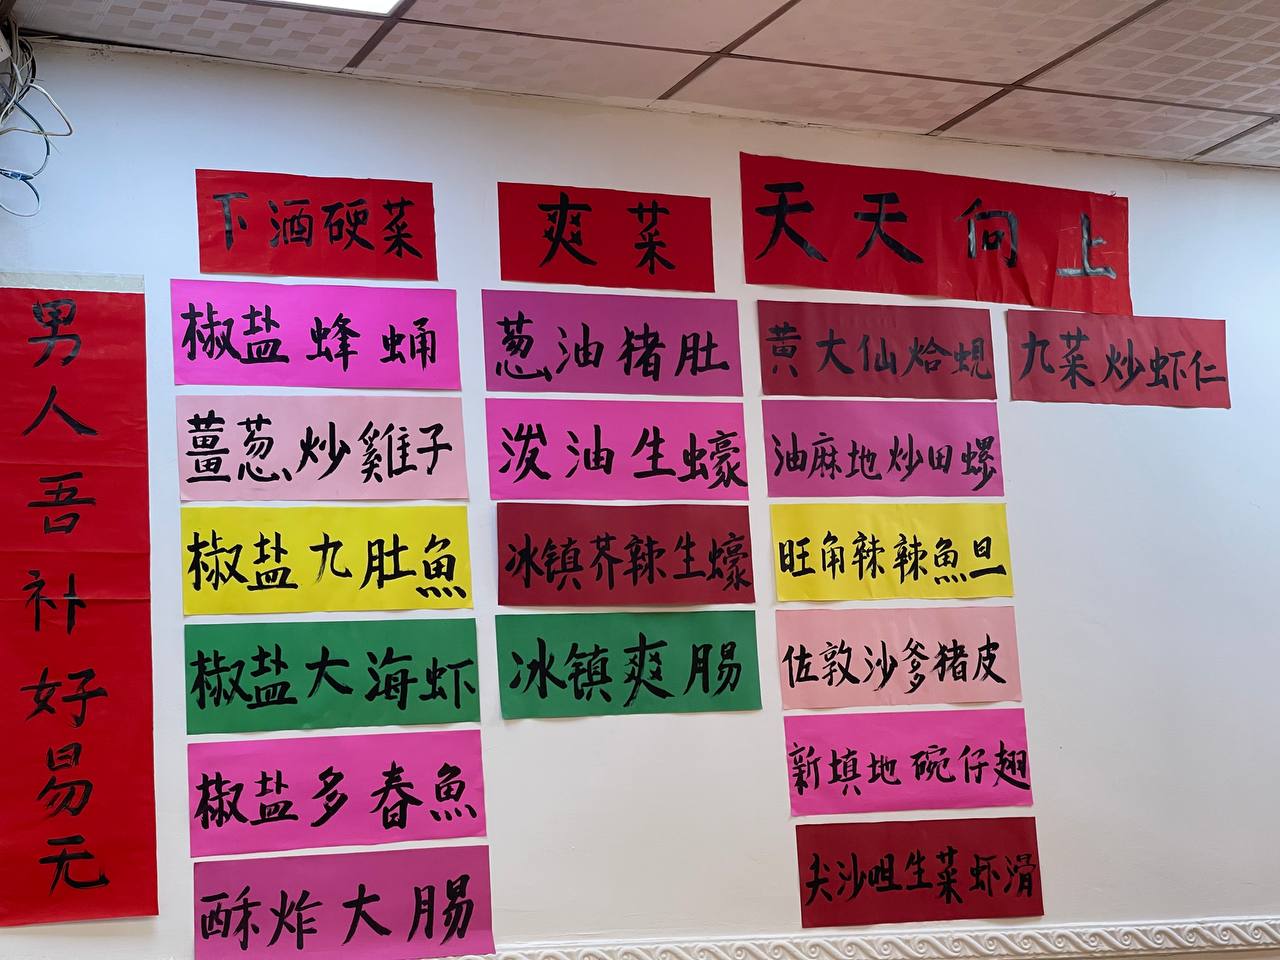 男人吾补好易无
下酒硬菜
椒盐蜂蛹
薑葱炒雞子
椒盐九肚魚
椒盐大海虾
椒盐多春魚
酥炸大肠
爽菜
葱油猪肚
泼油生蠔
冰镇芥辣生蠔
冰镇爽肠
天天向上
黄大仙烚蚬
油麻地炒田螺
旺角辣辣魚旦
佐敦沙爹猪皮
新填地碗仔翅
尖沙咀生菜虾滑
九菜炒虾仁